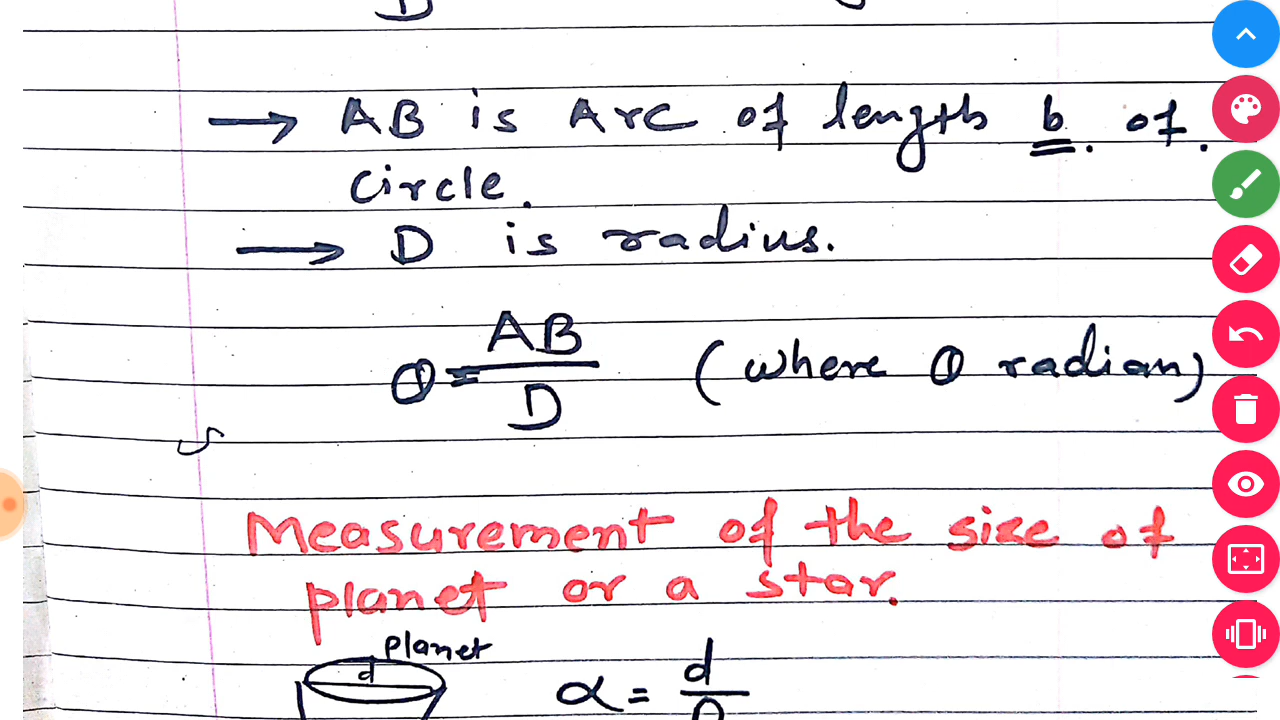 D
→ AB is Arc of length b. of.
circle.
→ D is radius.
θ = AB/D (where θ radian)
Measurement of the size of
planet or a star.
planet
d
α = d/D